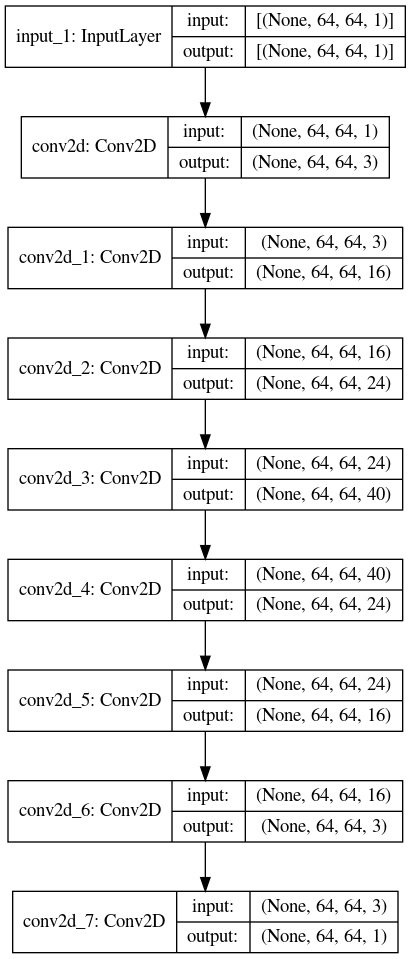 input_1: InputLayer
input: [(None, 64, 64, 1)]
output: [(None, 64, 64, 1)]
conv2d: Conv2D
input: (None, 64, 64, 1)
output: (None, 64, 64, 3)
conv2d_1: Conv2D
input: (None, 64, 64, 3)
output: (None, 64, 64, 16)
conv2d_2: Conv2D
input: (None, 64, 64, 16)
output: (None, 64, 64, 24)
conv2d_3: Conv2D
input: (None, 64, 64, 24)
output: (None, 64, 64, 40)
conv2d_4: Conv2D
input: (None, 64, 64, 40)
output: (None, 64, 64, 24)
conv2d_5: Conv2D
input: (None, 64, 64, 24)
output: (None, 64, 64, 16)
conv2d_6: Conv2D
input: (None, 64, 64, 16)
output: (None, 64, 64, 3)
conv2d_7: Conv2D
input: (None, 64, 64, 3)
output: (None, 64, 64, 1)